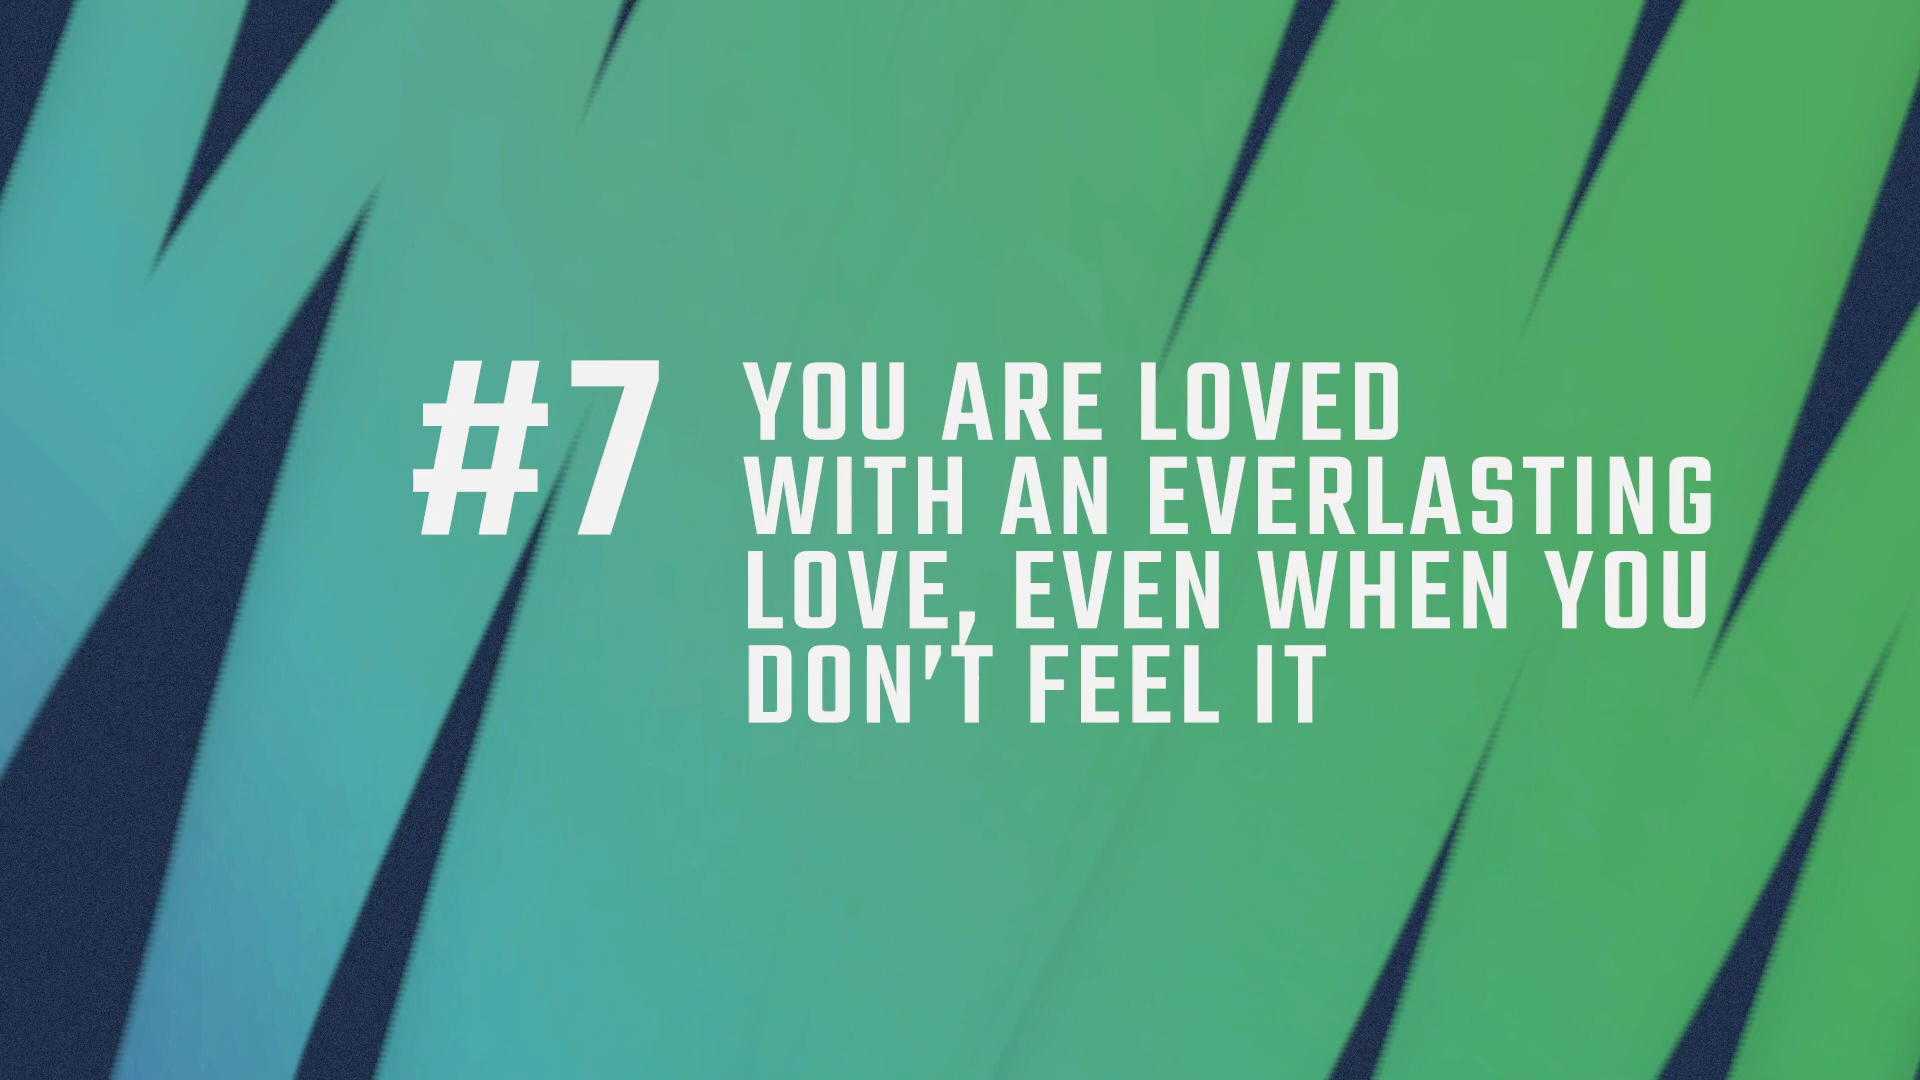 #7
YOU ARE LOVED
WITH AN EVERLASTING
LOVE, EVEN WHEN YOU
DON'T FEEL IT